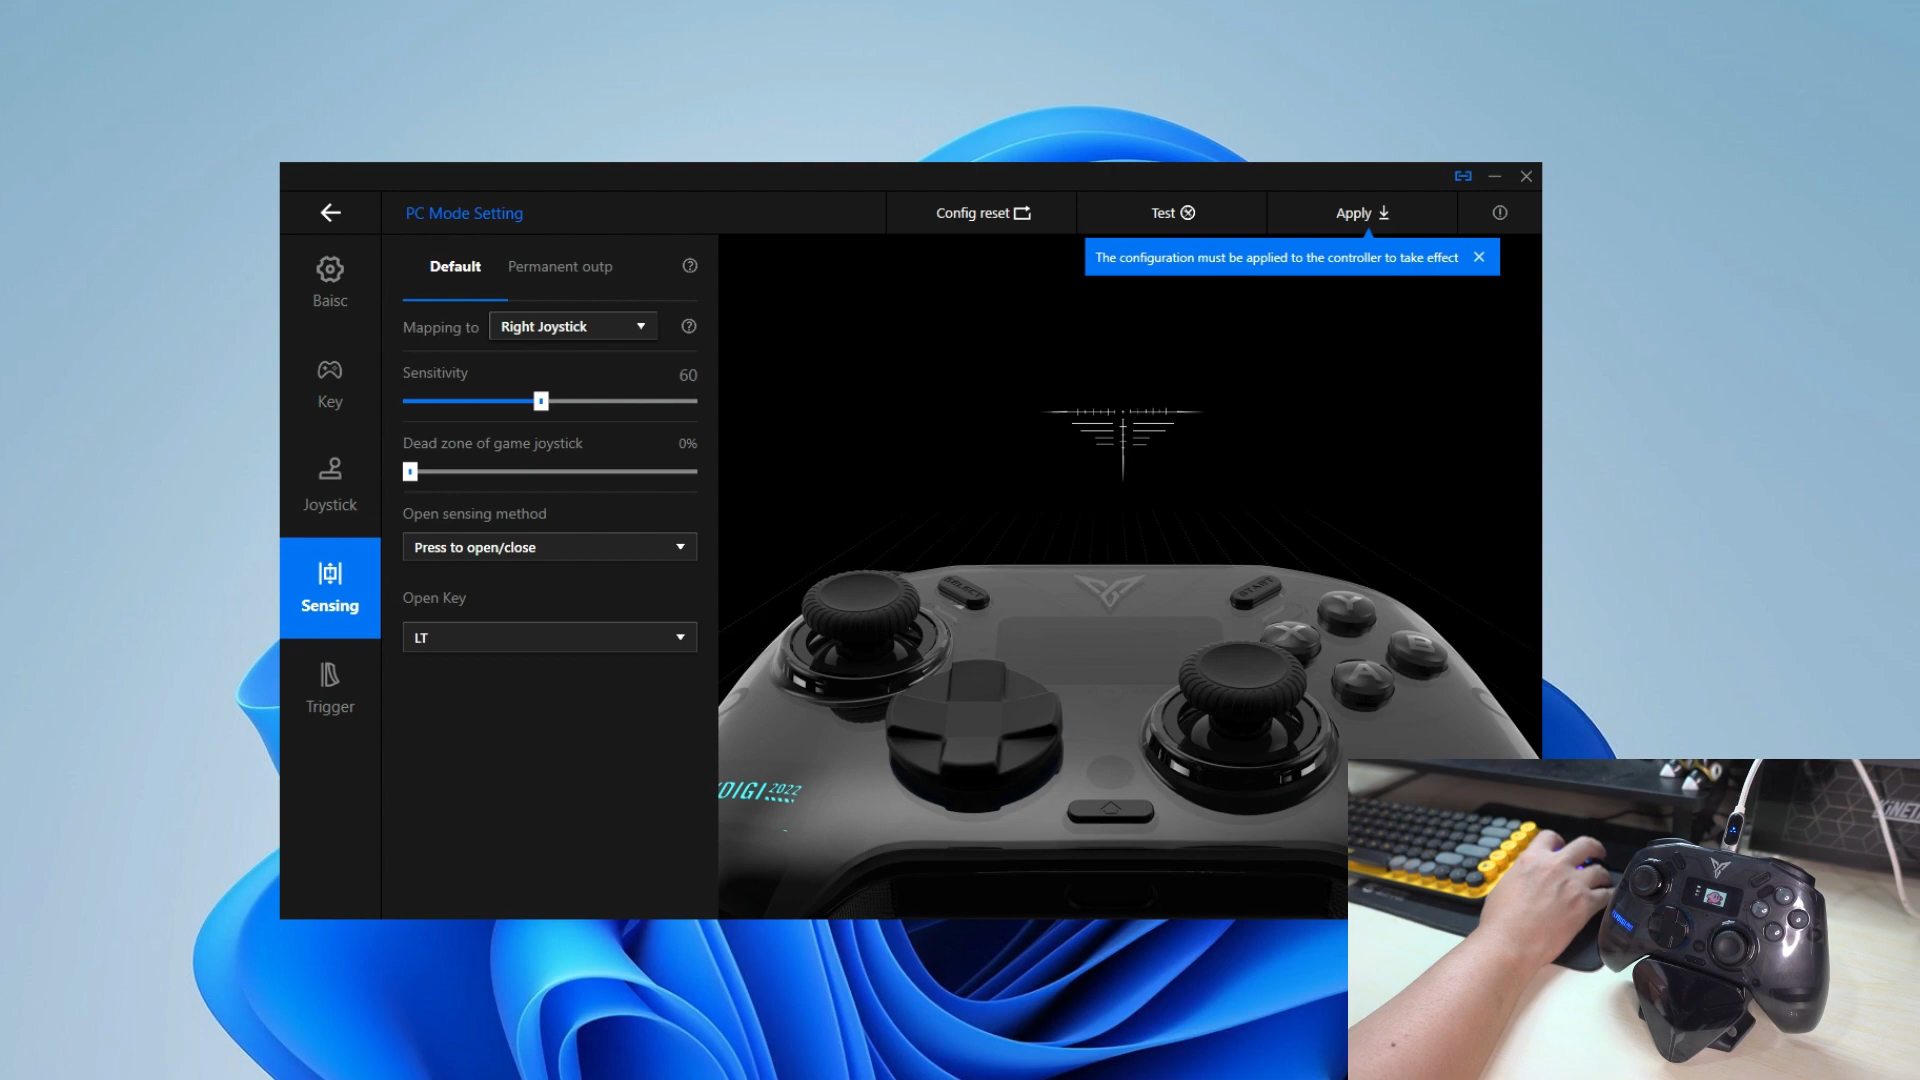 PC Mode Setting
Config reset
Test
Apply
The configuration must be applied to the controller to take effect
Baisc
Key
Joystick
Sensing
Trigger
Default
Permanent outp
Mapping to
Right Joystick
Sensitivity
60
Dead zone of game joystick
0%
Open sensing method
Press to open/close
Open Key
LT
SELECT
START
Y
X
B
A
DIGI 2022